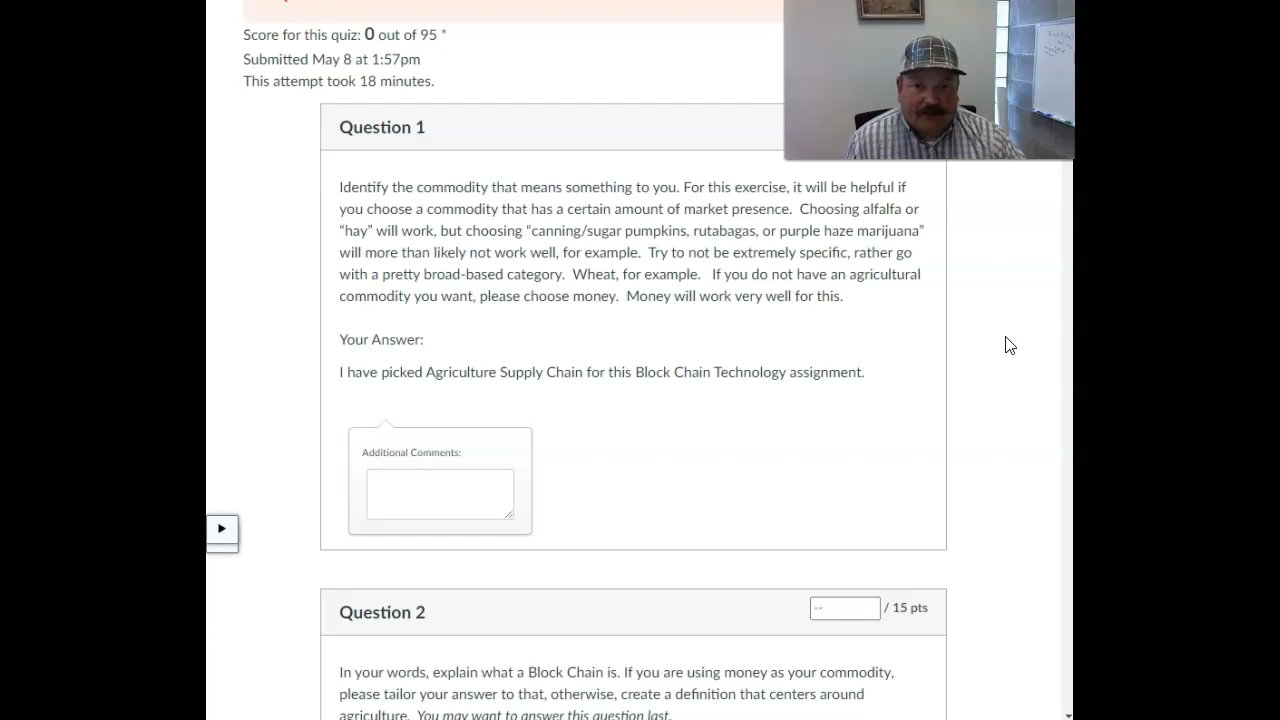 Score for this quiz: 0 out of 95 *
Submitted May 8 at 1:57pm
This attempt took 18 minutes.
Question 1
Identify the commodity that means something to you. For this exercise, it will be helpful if
you choose a commodity that has a certain amount of market presence.  Choosing alfalfa or
“hay” will work, but choosing “canning/sugar pumpkins, rutabagas, or purple haze marijuana”
will more than likely not work well, for example.  Try to not be extremely specific, rather go
with a pretty broad-based category.  Wheat, for example.   If you do not have an agricultural
commodity you want, please choose money.  Money will work very well for this.
Your Answer:
I have picked Agriculture Supply Chain for this Block Chain Technology assignment.
Additional Comments:
Question 2
-- / 15 pts
In your words, explain what a Block Chain is. If you are using money as your commodity,
please tailor your answer to that, otherwise, create a definition that centers around
agriculture.  You may want to answer this question last.